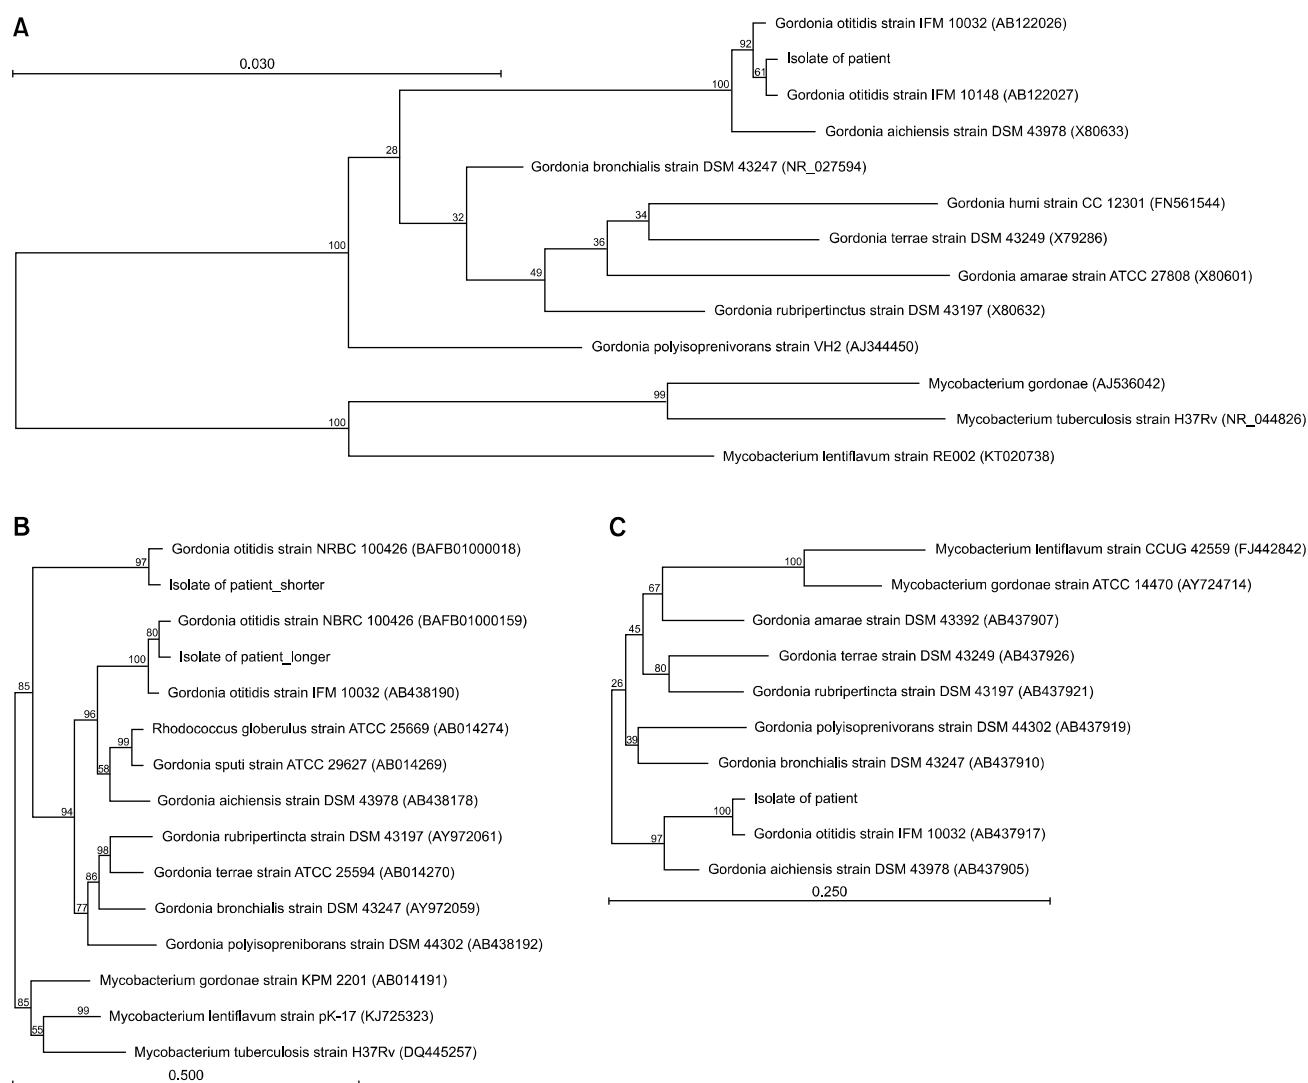 A
0.030
Gordonia otitidis strain IFM 10032 (AB122026)
92
Isolate of patient
61
100
Gordonia otitidis strain IFM 10148 (AB122027)
Gordonia aichiensis strain DSM 43978 (X80633)
28
Gordonia bronchialis strain DSM 43247 (NR_027594)
32
Gordonia humi strain CC 12301 (FN561544)
34
Gordonia terrae strain DSM 43249 (X79286)
36
100
49
Gordonia amarae strain ATCC 27808 (X80601)
Gordonia rubripertinctus strain DSM 43197 (X80632)
Gordonia polyisoprenivorans strain VH2 (AJ344450)
Mycobacterium gordonae (AJ536042)
99
Mycobacterium tuberculosis strain H37Rv (NR_044826)
100
Mycobacterium lentiflavum strain RE002 (KT020738)
B
Gordonia otitidis strain NRBC 100426 (BAFB01000018)
97
Isolate of patient_shorter
Gordonia otitidis strain NBRC 100426 (BAFB01000159)
80
Isolate of patient_longer
100
85
Gordonia otitidis strain IFM 10032 (AB438190)
96
Rhodococcus globerulus strain ATCC 25669 (AB014274)
99
Gordonia sputi strain ATCC 29627 (AB014269)
58
Gordonia aichiensis strain DSM 43978 (AB438178)
94
Gordonia rubripertincta strain DSM 43197 (AY972061)
98
Gordonia terrae strain ATCC 25594 (AB014270)
86
Gordonia bronchialis strain DSM 43247 (AY972059)
77
Gordonia polyisopreniborans strain DSM 44302 (AB438192)
Mycobacterium gordonae strain KPM 2201 (AB014191)
85
99
Mycobacterium lentiflavum strain pK-17 (KJ725323)
55
Mycobacterium tuberculosis strain H37Rv (DQ445257)
0.500
C
Mycobacterium lentiflavum strain CCUG 42559 (FJ442842)
100
Mycobacterium gordonae strain ATCC 14470 (AY724714)
67
Gordonia amarae strain DSM 43392 (AB437907)
45
Gordonia terrae strain DSM 43249 (AB437926)
80
Gordonia rubripertincta strain DSM 43197 (AB437921)
26
Gordonia polyisoprenivorans strain DSM 44302 (AB437919)
39
Gordonia bronchialis strain DSM 43247 (AB437910)
Isolate of patient
100
Gordonia otitidis strain IFM 10032 (AB437917)
97
Gordonia aichiensis strain DSM 43978 (AB437905)
0.250